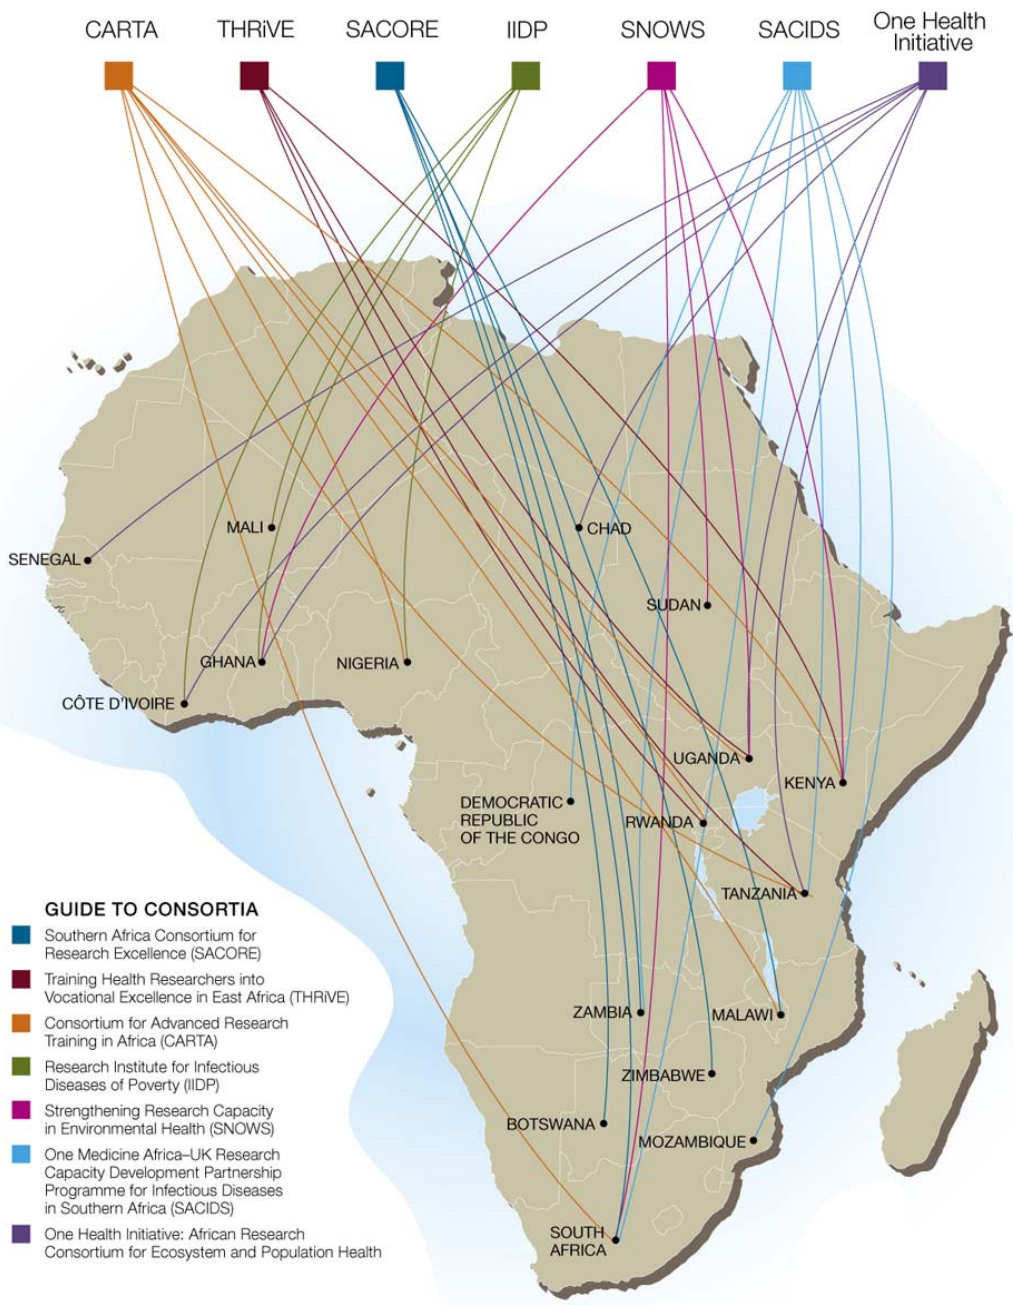 CARTA
THRiVE
SACORE
IIDP
SNOWS
SACIDS
One Health
Initiative
MALI
CHAD
SENEGAL
SUDAN
GHANA
NIGERIA
CÔTE D'IVOIRE
UGANDA
KENYA
DEMOCRATIC
REPUBLIC
OF THE CONGO
RWANDA
TANZANIA
ZAMBIA
MALAWI
ZIMBABWE
BOTSWANA
MOZAMBIQUE
SOUTH
AFRICA
GUIDE TO CONSORTIA
Southern Africa Consortium for
Research Excellence (SACORE)
Training Health Researchers into
Vocational Excellence in East Africa (THRiVE)
Consortium for Advanced Research
Training in Africa (CARTA)
Research Institute for Infectious
Diseases of Poverty (IIDP)
Strengthening Research Capacity
in Environmental Health (SNOWS)
One Medicine Africa–UK Research
Capacity Development Partnership
Programme for Infectious Diseases
in Southern Africa (SACIDS)
One Health Initiative: African Research
Consortium for Ecosystem and Population Health